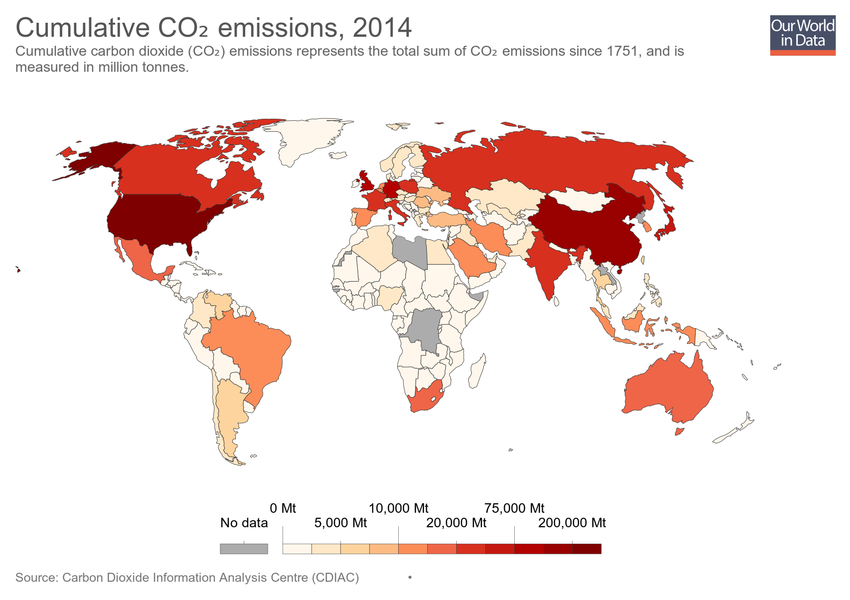 Cumulative CO₂ emissions, 2014
Cumulative carbon dioxide (CO₂) emissions represents the total sum of CO₂ emissions since 1751, and is
measured in million tonnes.
Our World
in Data
0 Mt 10,000 Mt 75,000 Mt
No data 5,000 Mt 20,000 Mt 200,000 Mt
Source: Carbon Dioxide Information Analysis Centre (CDIAC) •